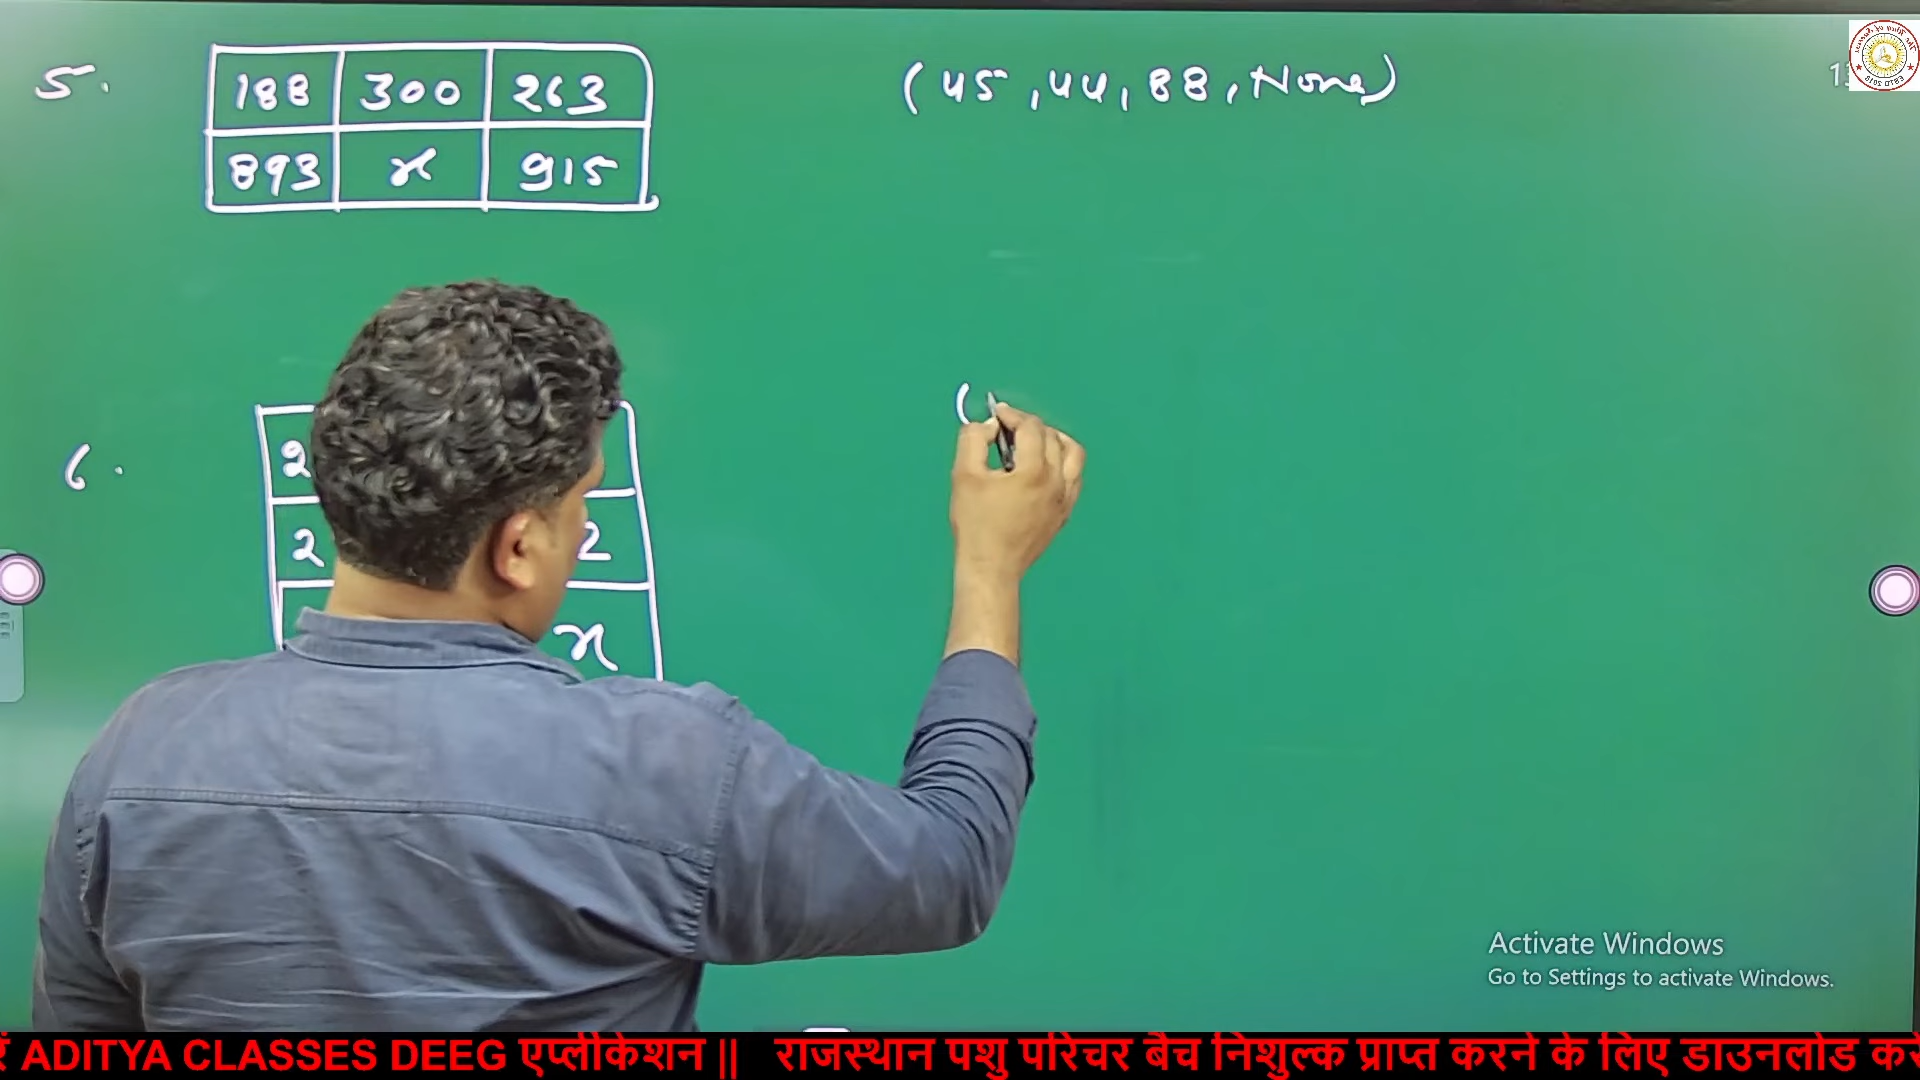 5. 188 300 263 (45, 44, 88, None)
893 x 915
(
6. 2
2 2
x
Activate Windows
Go to Settings to activate Windows.
ADITYA CLASSES DEEG एप्लीकेशन || राजस्थान पशु परिचर बैच निशुल्क प्राप्त करने के लिए डाउनलोड